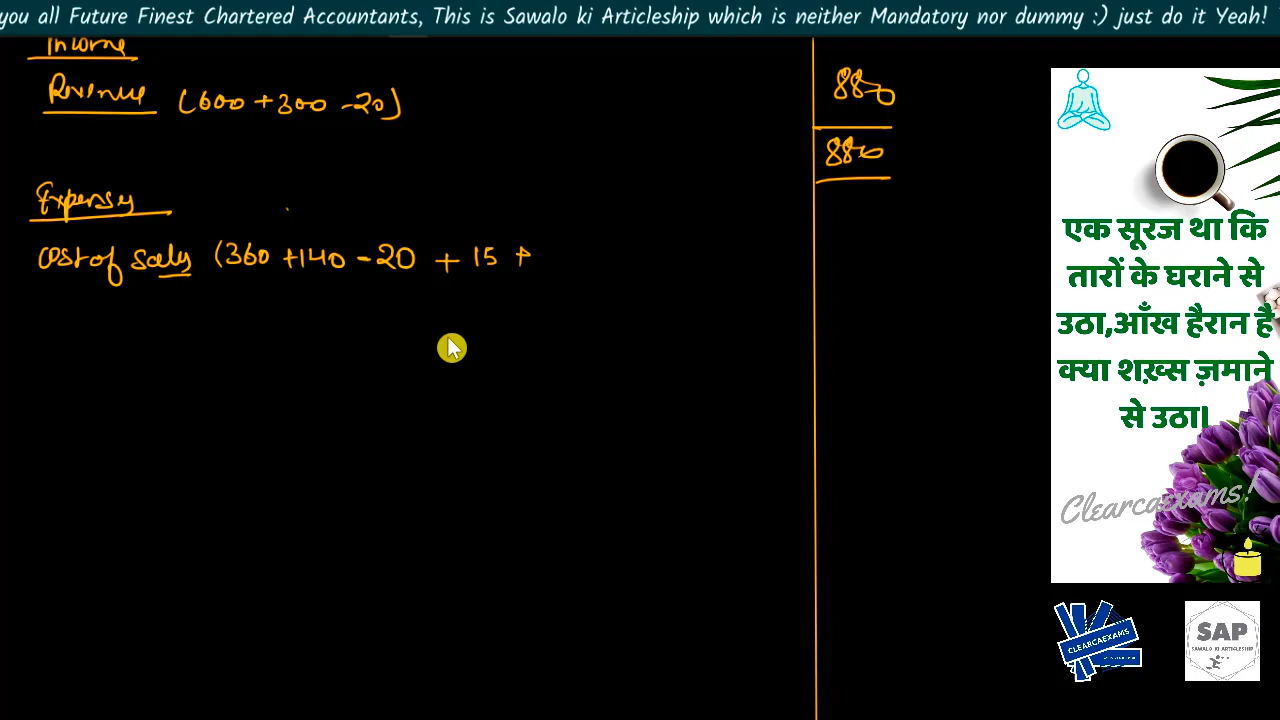 you all Future Finest Chartered Accountants, This is Sawalo ki Articleship which is neither Mandatory nor dummy :) just do it Yeah!
Income
Revenue (600 + 300 - 20) 880
880
Expenses
Cost of Sales (360 + 140 - 20 + 15 +
एक सूरज था कि
तारों के घराने से
उठा,आँख हैरान है
क्या शख़्स ज़माने
से उठा।
Clearcaexams!
CLEARCAEXAMS
SAP
SAWALO KI ARTICLESHIP